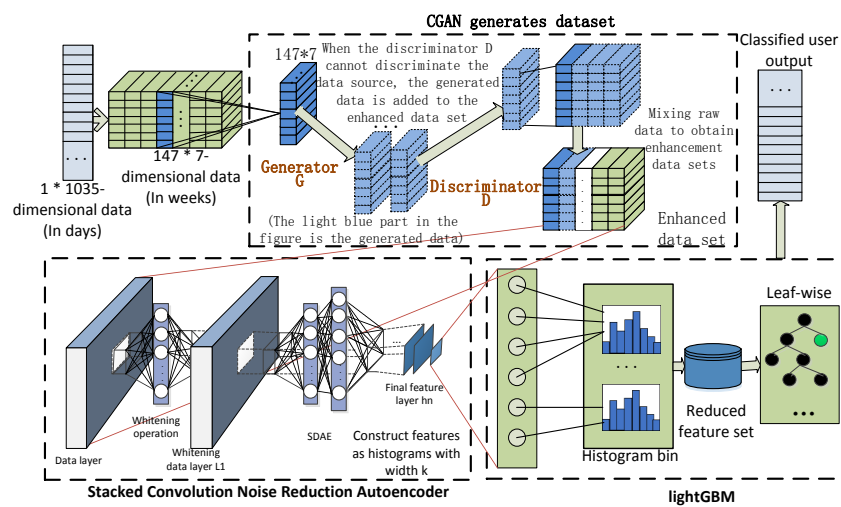 CGAN generates dataset
Classified user
output
147*7
When the discriminator D
cannot discriminate the
data source, the generated
data is added to the
enhanced data set
Mixing raw
data to obtain
enhancement
data sets
1 * 1035-
dimensional data
(In days)
147 * 7-
dimensional data
(In weeks)
Generator
G
Discriminator
D
(The light blue part in the
figure is the generated data)
Enhanced
data set
Data layer
Whitening
operation
Whitening
data layer L1
SDAE
Final feature
layer hn
Construct features
as histograms with
width k
Stacked Convolution Noise Reduction Autoencoder
Histogram bin
Reduced
feature set
Leaf-wise
lightGBM